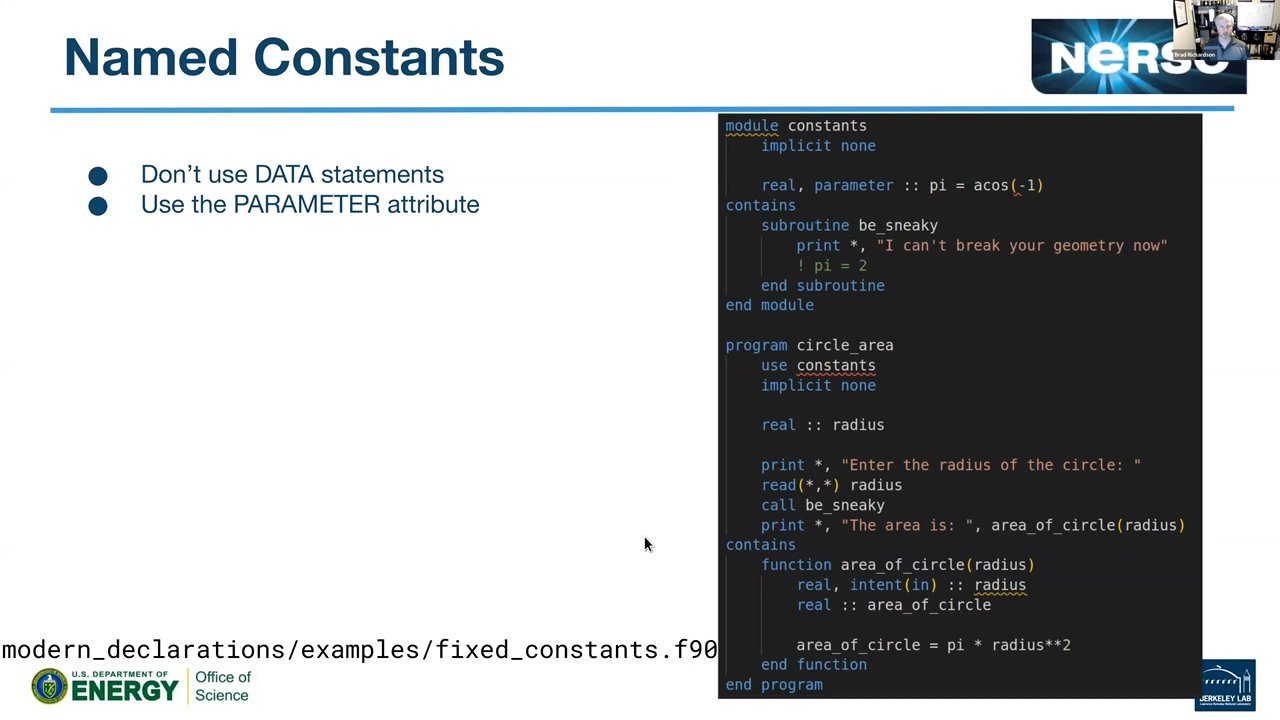 Named Constants
NERSC
Brad Richardson
● Don’t use DATA statements
● Use the PARAMETER attribute
module constants
    implicit none

    real, parameter :: pi = acos(-1)
contains
    subroutine be_sneaky
        print *, "I can't break your geometry now"
        ! pi = 2
    end subroutine
end module

program circle_area
    use constants
    implicit none

    real :: radius

    print *, "Enter the radius of the circle: "
    read(*,*) radius
    call be_sneaky
    print *, "The area is: ", area_of_circle(radius)
contains
    function area_of_circle(radius)
        real, intent(in) :: radius
        real :: area_of_circle

        area_of_circle = pi * radius**2
    end function
end program
modern_declarations/examples/fixed_constants.f90
U.S. DEPARTMENT OF
ENERGY
Office of
Science
BERKELEY LAB